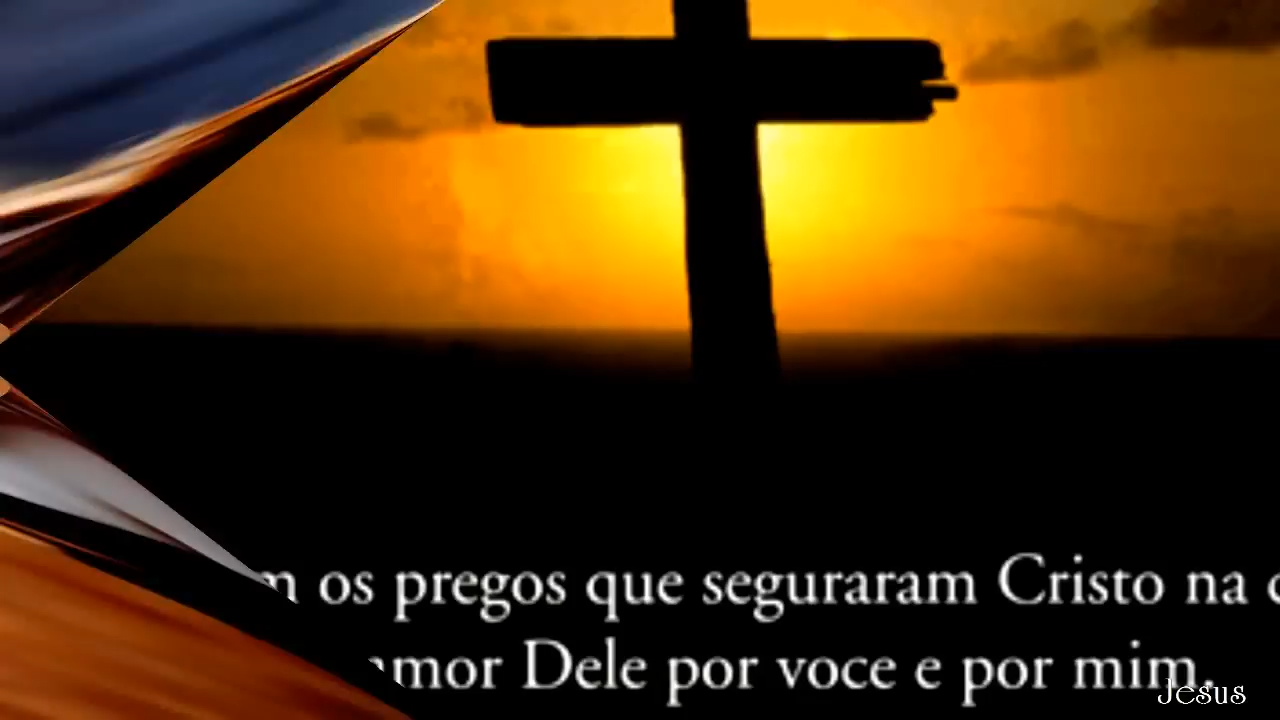 os pregos que seguraram Cristo na
amor Dele por voce e por mim.
Jesus